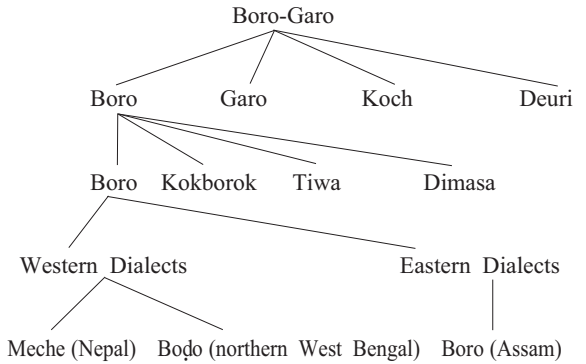 Boro-Garo
Boro Garo Koch Deuri
Boro Kokborok Tiwa Dimasa
Western Dialects Eastern Dialects
Meche (Nepal) Boḍo (northern West Bengal) Boro (Assam)